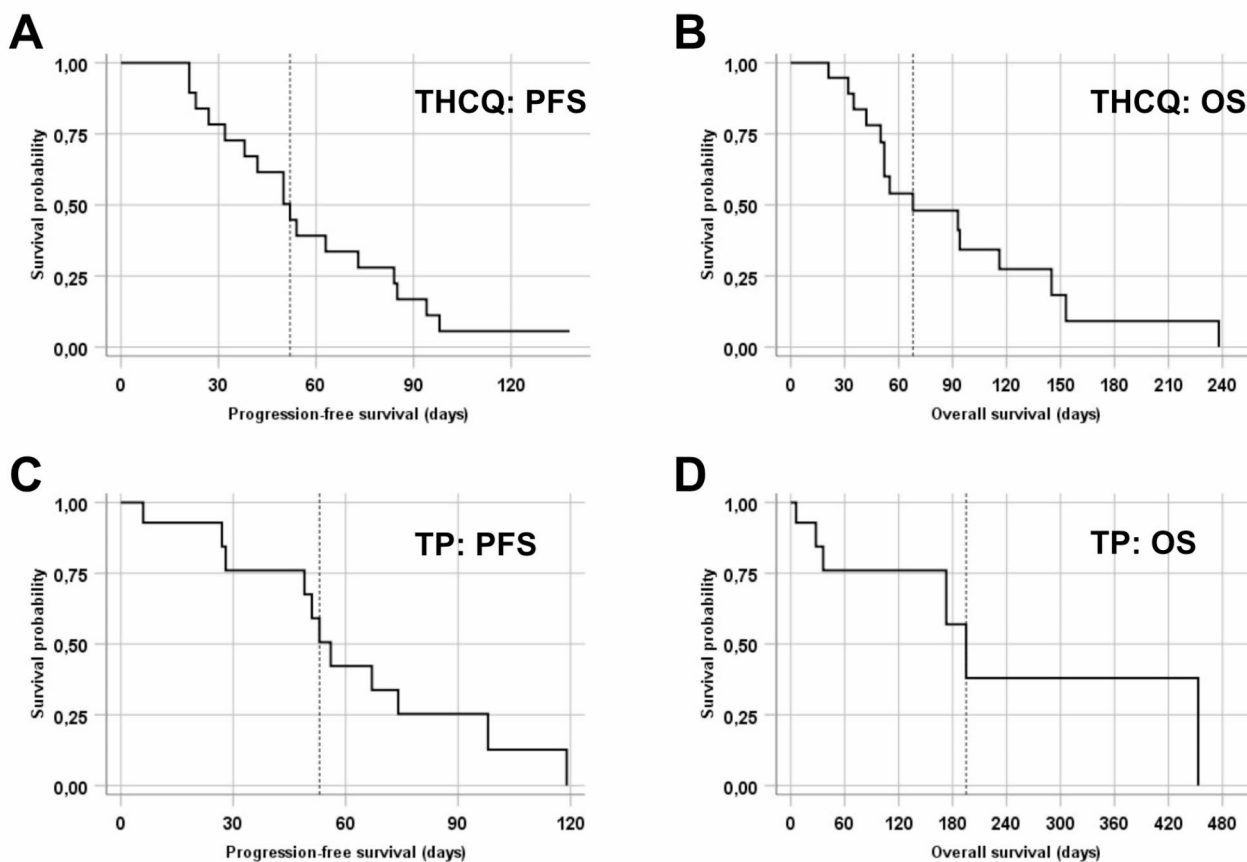 A
THCQ: PFS
1,00
0,75
0,50
0,25
0,00
Survival probability
0 30 60 90 120
Progression-free survival (days)
B
THCQ: OS
1,00
0,75
0,50
0,25
0,00
Survival probability
0 30 60 90 120 150 180 210 240
Overall survival (days)
C
TP: PFS
1,00
0,75
0,50
0,25
0,00
Survival probability
0 30 60 90 120
Progression-free survival (days)
D
TP: OS
1,00
0,75
0,50
0,25
0,00
Survival probability
0 60 120 180 240 300 360 420 480
Overall survival (days)